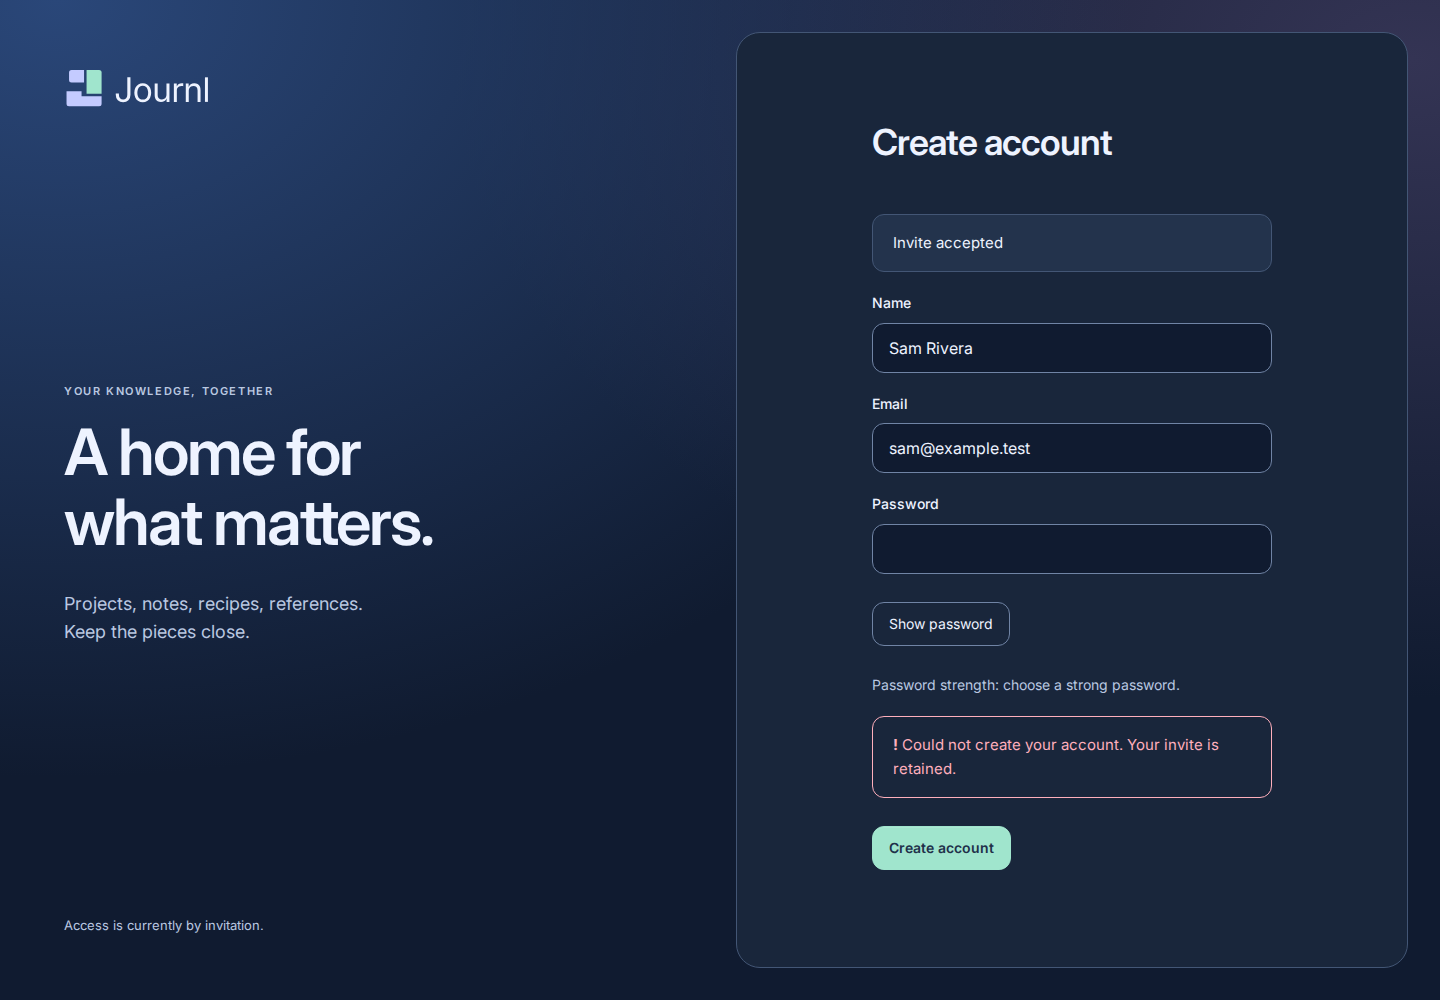 Journl
YOUR KNOWLEDGE, TOGETHER
A home for
what matters.
Projects, notes, recipes, references.
Keep the pieces close.
Access is currently by invitation.
Create account
Invite accepted
Name
Sam Rivera
Email
sam@example.test
Password
Show password
Password strength: choose a strong password.
! Could not create your account. Your invite is
retained.
Create account